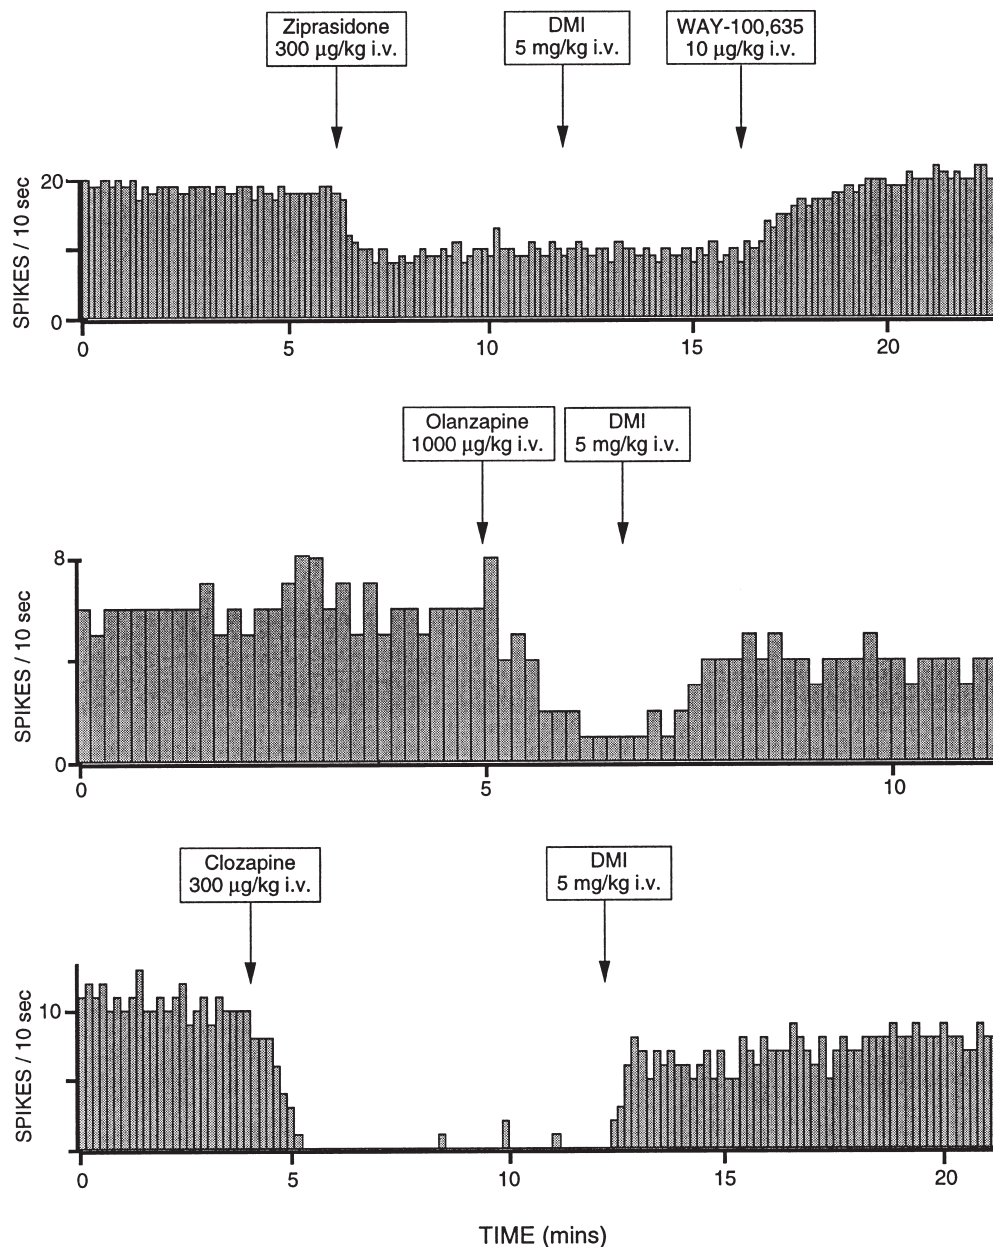 Ziprasidone
300 µg/kg i.v.
DMI
5 mg/kg i.v.
WAY-100,635
10 µg/kg i.v.
SPIKES / 10 sec
20
10
0
0 5 10 15 20
Olanzapine
1000 µg/kg i.v.
DMI
5 mg/kg i.v.
SPIKES / 10 sec
8
0
0 5 10
Clozapine
300 µg/kg i.v.
DMI
5 mg/kg i.v.
SPIKES / 10 sec
10
0 5 10 15 20
TIME (mins)